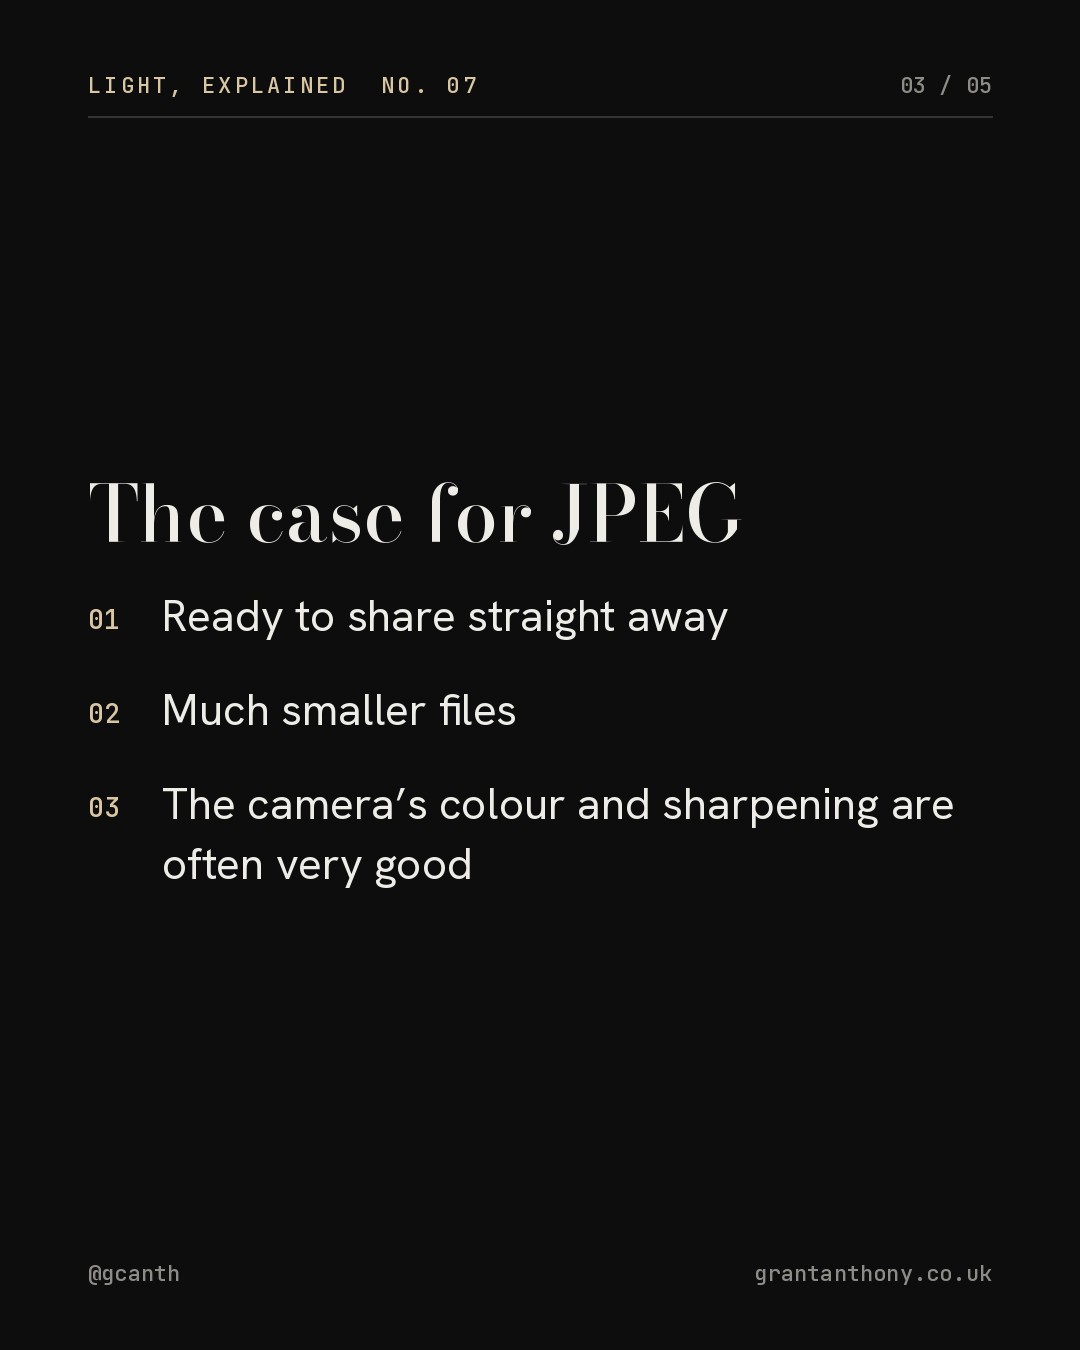 LIGHT, EXPLAINED NO. 07
03 / 05
The case for JPEG
01 Ready to share straight away
02 Much smaller files
03 The camera’s colour and sharpening are
often very good
@gcanth
grantanthony.co.uk